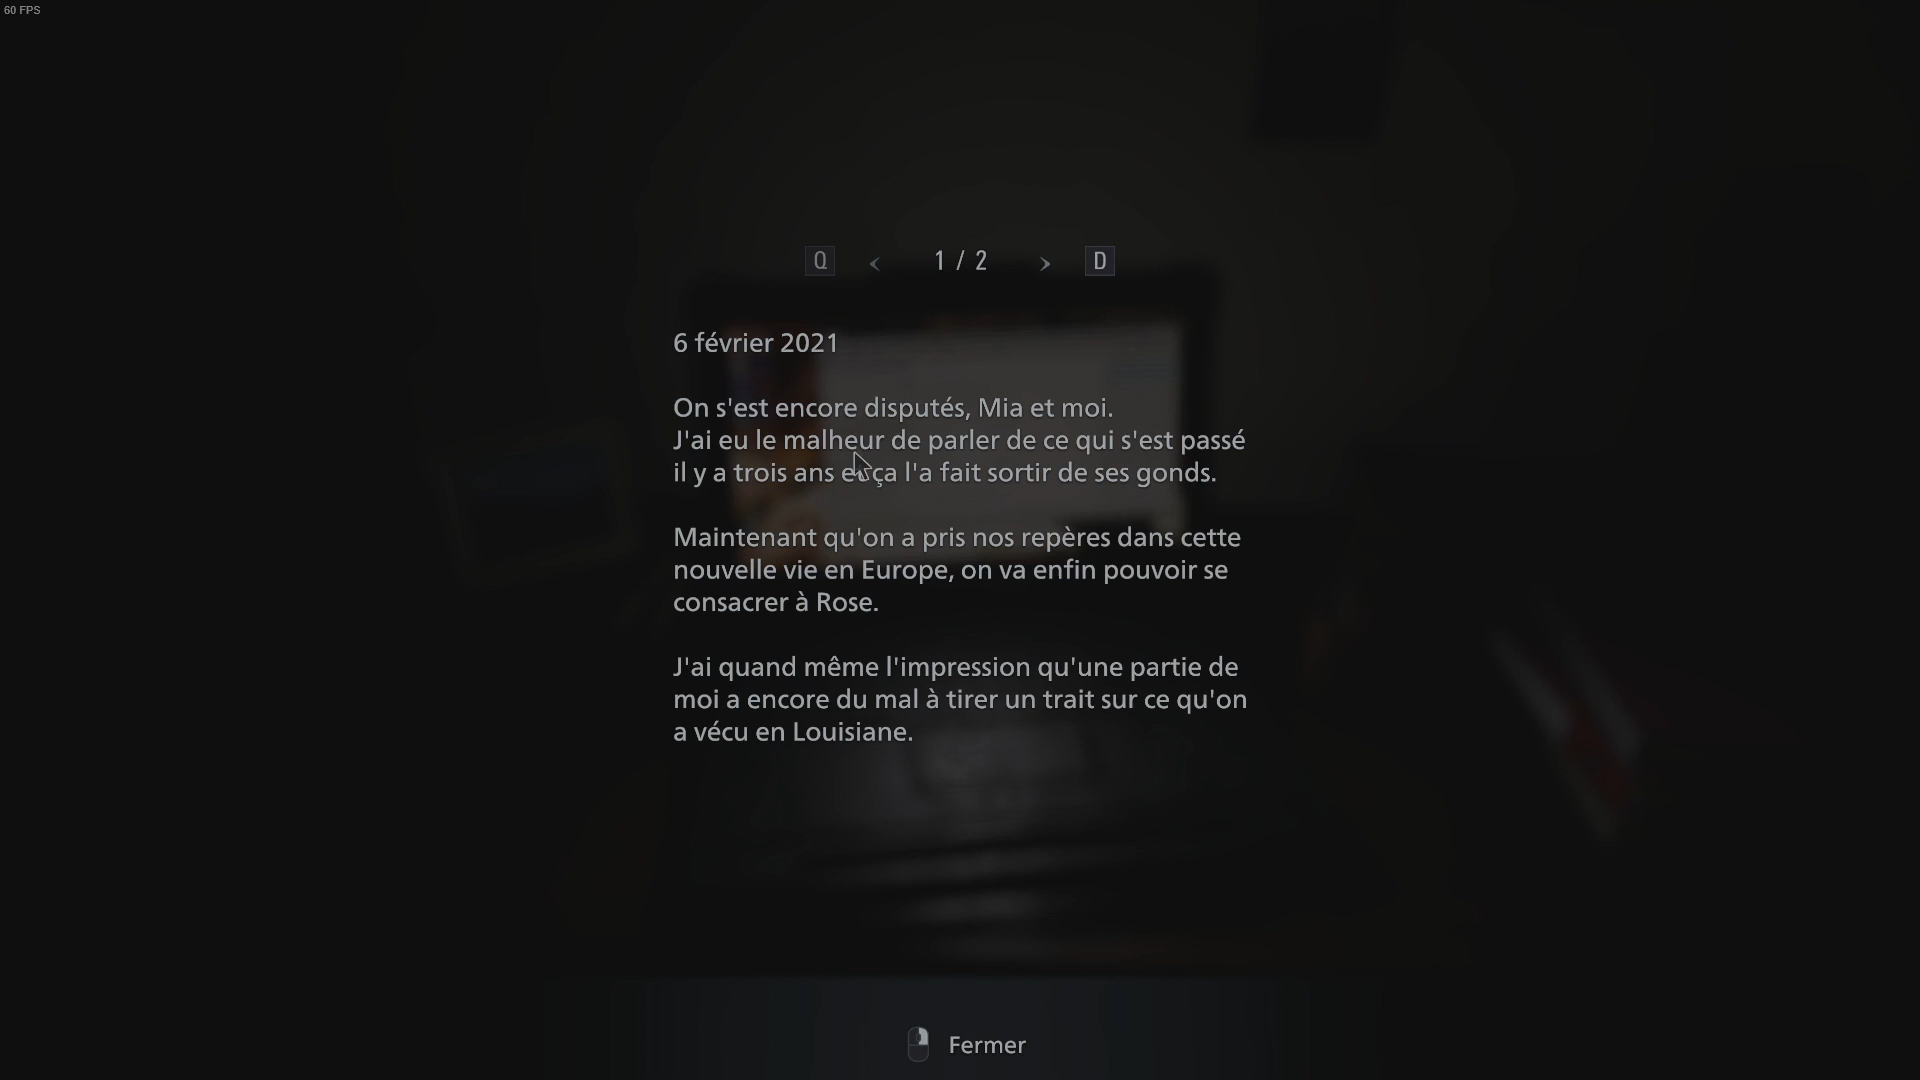 60 FPS
Q < 1 / 2 > D
6 février 2021
On s'est encore disputés, Mia et moi.
J'ai eu le malheur de parler de ce qui s'est passé
il y a trois ans et ça l'a fait sortir de ses gonds.
Maintenant qu'on a pris nos repères dans cette
nouvelle vie en Europe, on va enfin pouvoir se
consacrer à Rose.
J'ai quand même l'impression qu'une partie de
moi a encore du mal à tirer un trait sur ce qu'on
a vécu en Louisiane.
Fermer